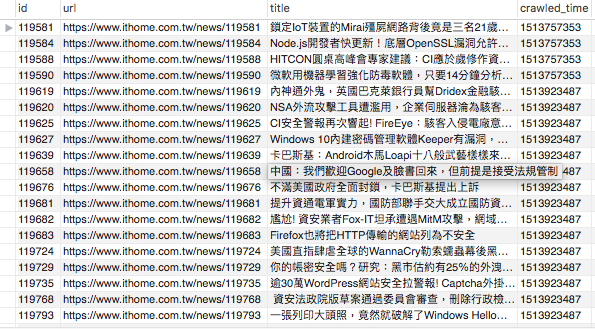 id url title crawled_time
119581 https://www.ithome.com.tw/news/119581 鎖定IoT裝置的Mirai殭屍網路背後竟是三名21歲… 1513757353
119584 https://www.ithome.com.tw/news/119584 Node.js開發者快更新！底層OpenSSL漏洞允許… 1513757353
119588 https://www.ithome.com.tw/news/119588 HITCON圓桌高峰會專家建議：CI應於歲修作資… 1513757353
119590 https://www.ithome.com.tw/news/119590 微軟用機器學習強化防毒軟體，只要14分鐘分析… 1513757353
119619 https://www.ithome.com.tw/news/119619 內神通外鬼，英國巴克萊銀行員幫Dridex金融駭… 1513923487
119620 https://www.ithome.com.tw/news/119620 NSA外流攻擊工具遭濫用，企業伺服器淪為駭客… 1513923487
119625 https://www.ithome.com.tw/news/119625 CI安全警報再次響起! FireEye：駭客入侵電廠意… 1513923487
119627 https://www.ithome.com.tw/news/119627 Windows 10內建密碼管理軟體Keeper有漏洞，… 1513923487
119639 https://www.ithome.com.tw/news/119639 卡巴斯基：Android木馬Loapi十八般武藝樣樣來… 1513923487
119658 https://www.ithome.com.tw/news/119658 中國：我們歡迎Google及臉書回來，但前提是接受法規管制
119676 https://www.ithome.com.tw/news/119676 不滿美國政府全面封鎖，卡巴斯基提出上訴 1513923487
119681 https://www.ithome.com.tw/news/119681 提升資通電軍實力，國防部聯手交大成立國防資… 1513923487
119682 https://www.ithome.com.tw/news/119682 尷尬! 資安業者Fox-IT坦承遭遇MitM攻擊，網域… 1513923487
119683 https://www.ithome.com.tw/news/119683 Firefox也將把HTTP傳輸的網站列為不安全 1513923487
119724 https://www.ithome.com.tw/news/119724 美國直指肆虐全球的WannaCry勒索蠕蟲幕後黑… 1513923487
119729 https://www.ithome.com.tw/news/119729 你的帳密安全嗎？研究：黑市估約有25%的外洩… 1513923487
119735 https://www.ithome.com.tw/news/119735 逾30萬WordPress網站安全拉警報! Captcha外掛… 1513923487
119768 https://www.ithome.com.tw/news/119768 資安法政院版草案通過委員會審查，刪除行政檢… 1513923487
119793 https://www.ithome.com.tw/news/119793 一張列印大頭照，竟然就破解了Windows Hello… 1513923487